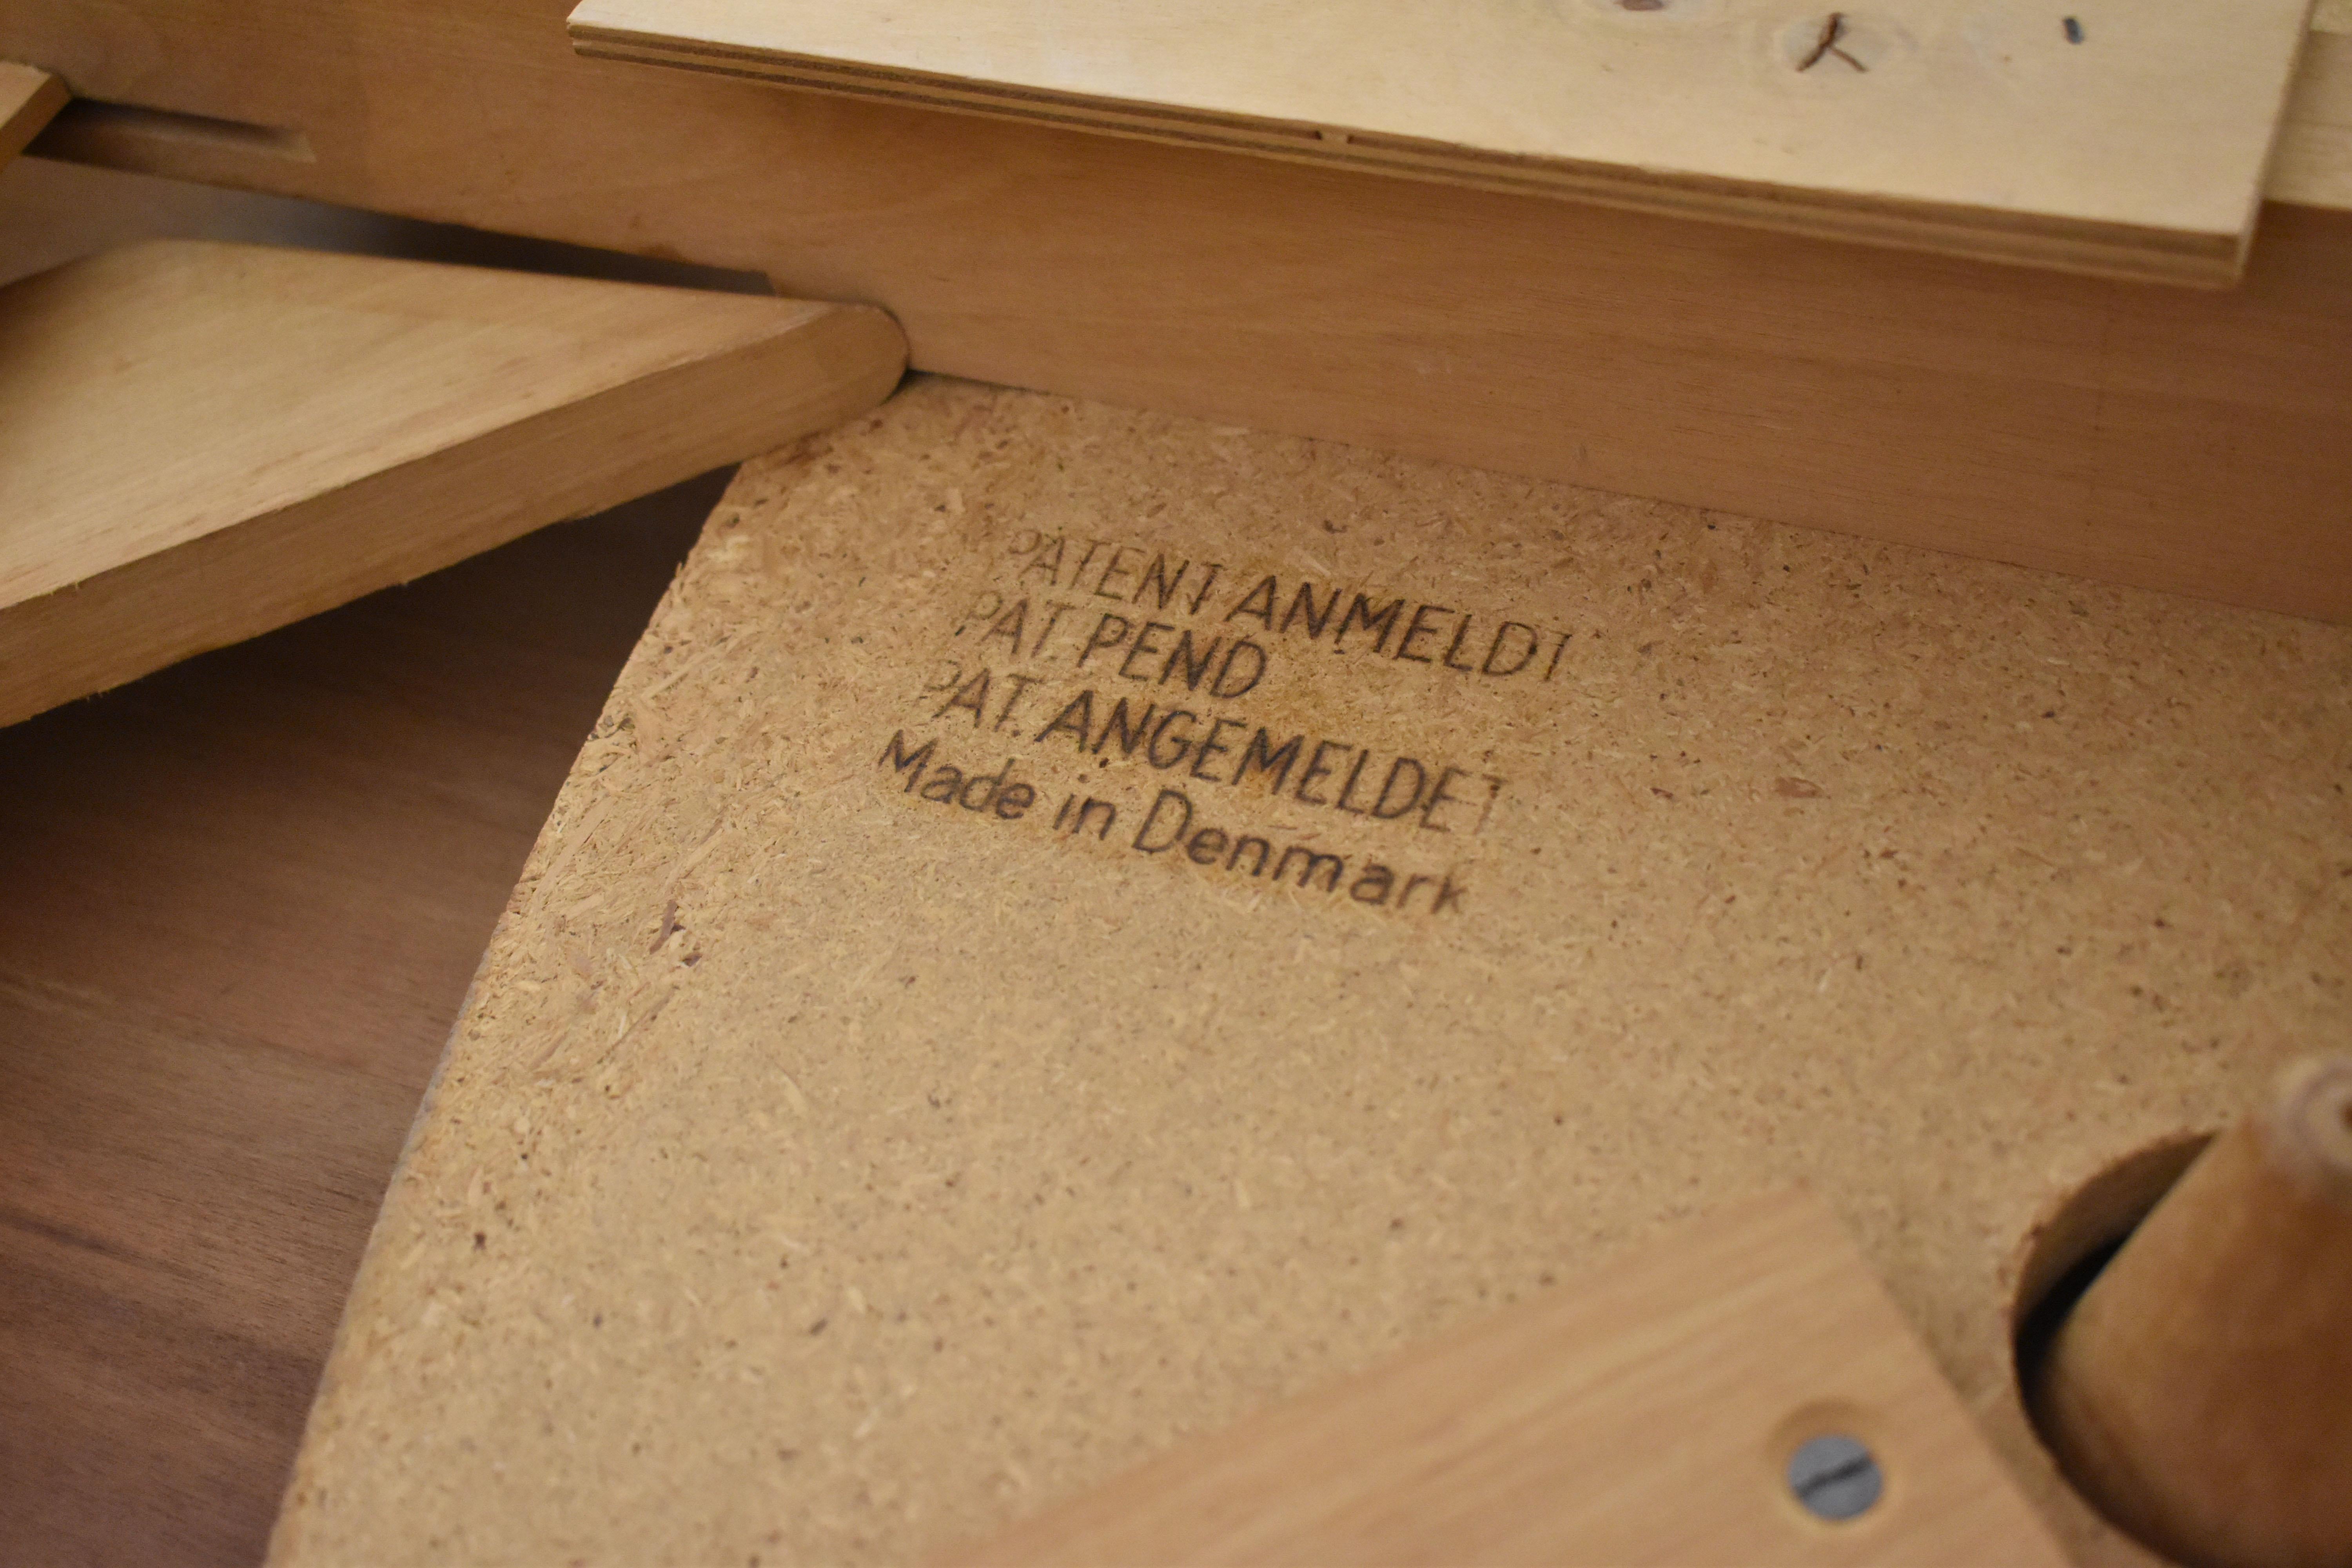 PATENT ANMELDT
PAT. PEND
PAT. ANGEMELDET
Made in Denmark